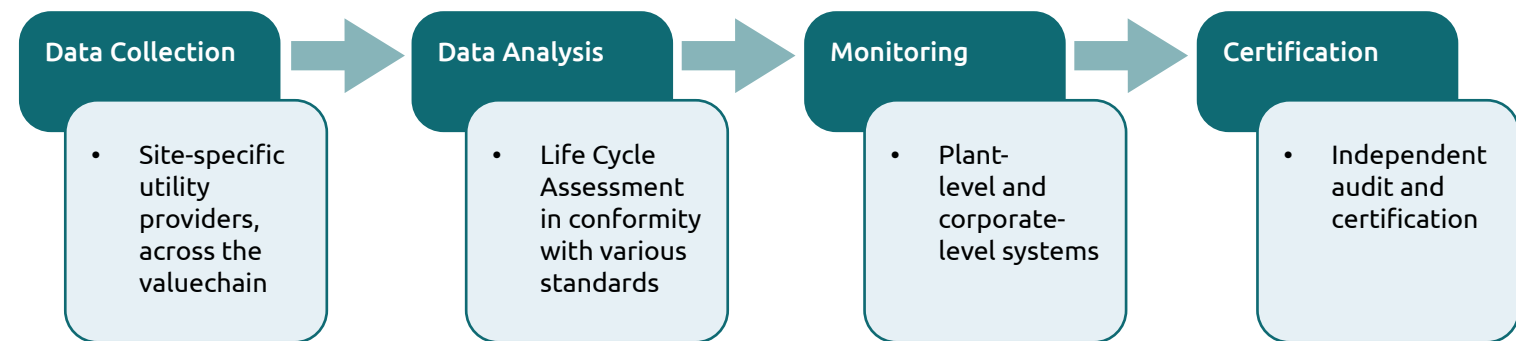 Data Collection
• Site-specific
utility
providers,
across the
valuechain
Data Analysis
• Life Cycle
Assessment
in conformity
with various
standards
Monitoring
• Plant-
level and
corporate-
level systems
Certification
• Independent
audit and
certification